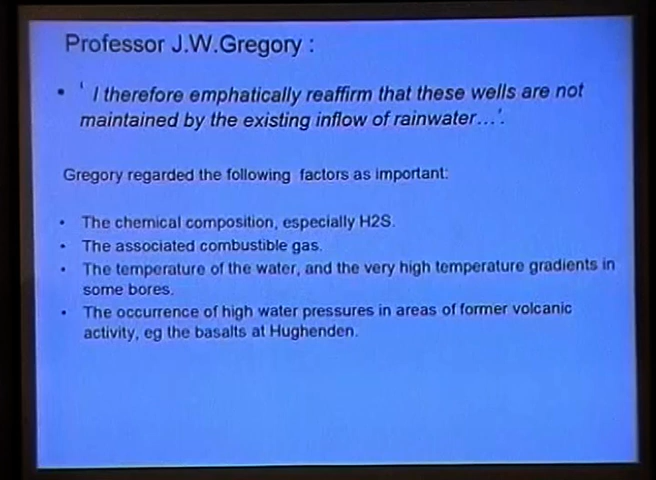 Professor J.W.Gregory :
• ‘ I therefore emphatically reaffirm that these wells are not
maintained by the existing inflow of rainwater…’.
Gregory regarded the following factors as important:
• The chemical composition, especially H2S.
• The associated combustible gas.
• The temperature of the water, and the very high temperature gradients in
some bores.
• The occurrence of high water pressures in areas of former volcanic
activity, eg the basalts at Hughenden.